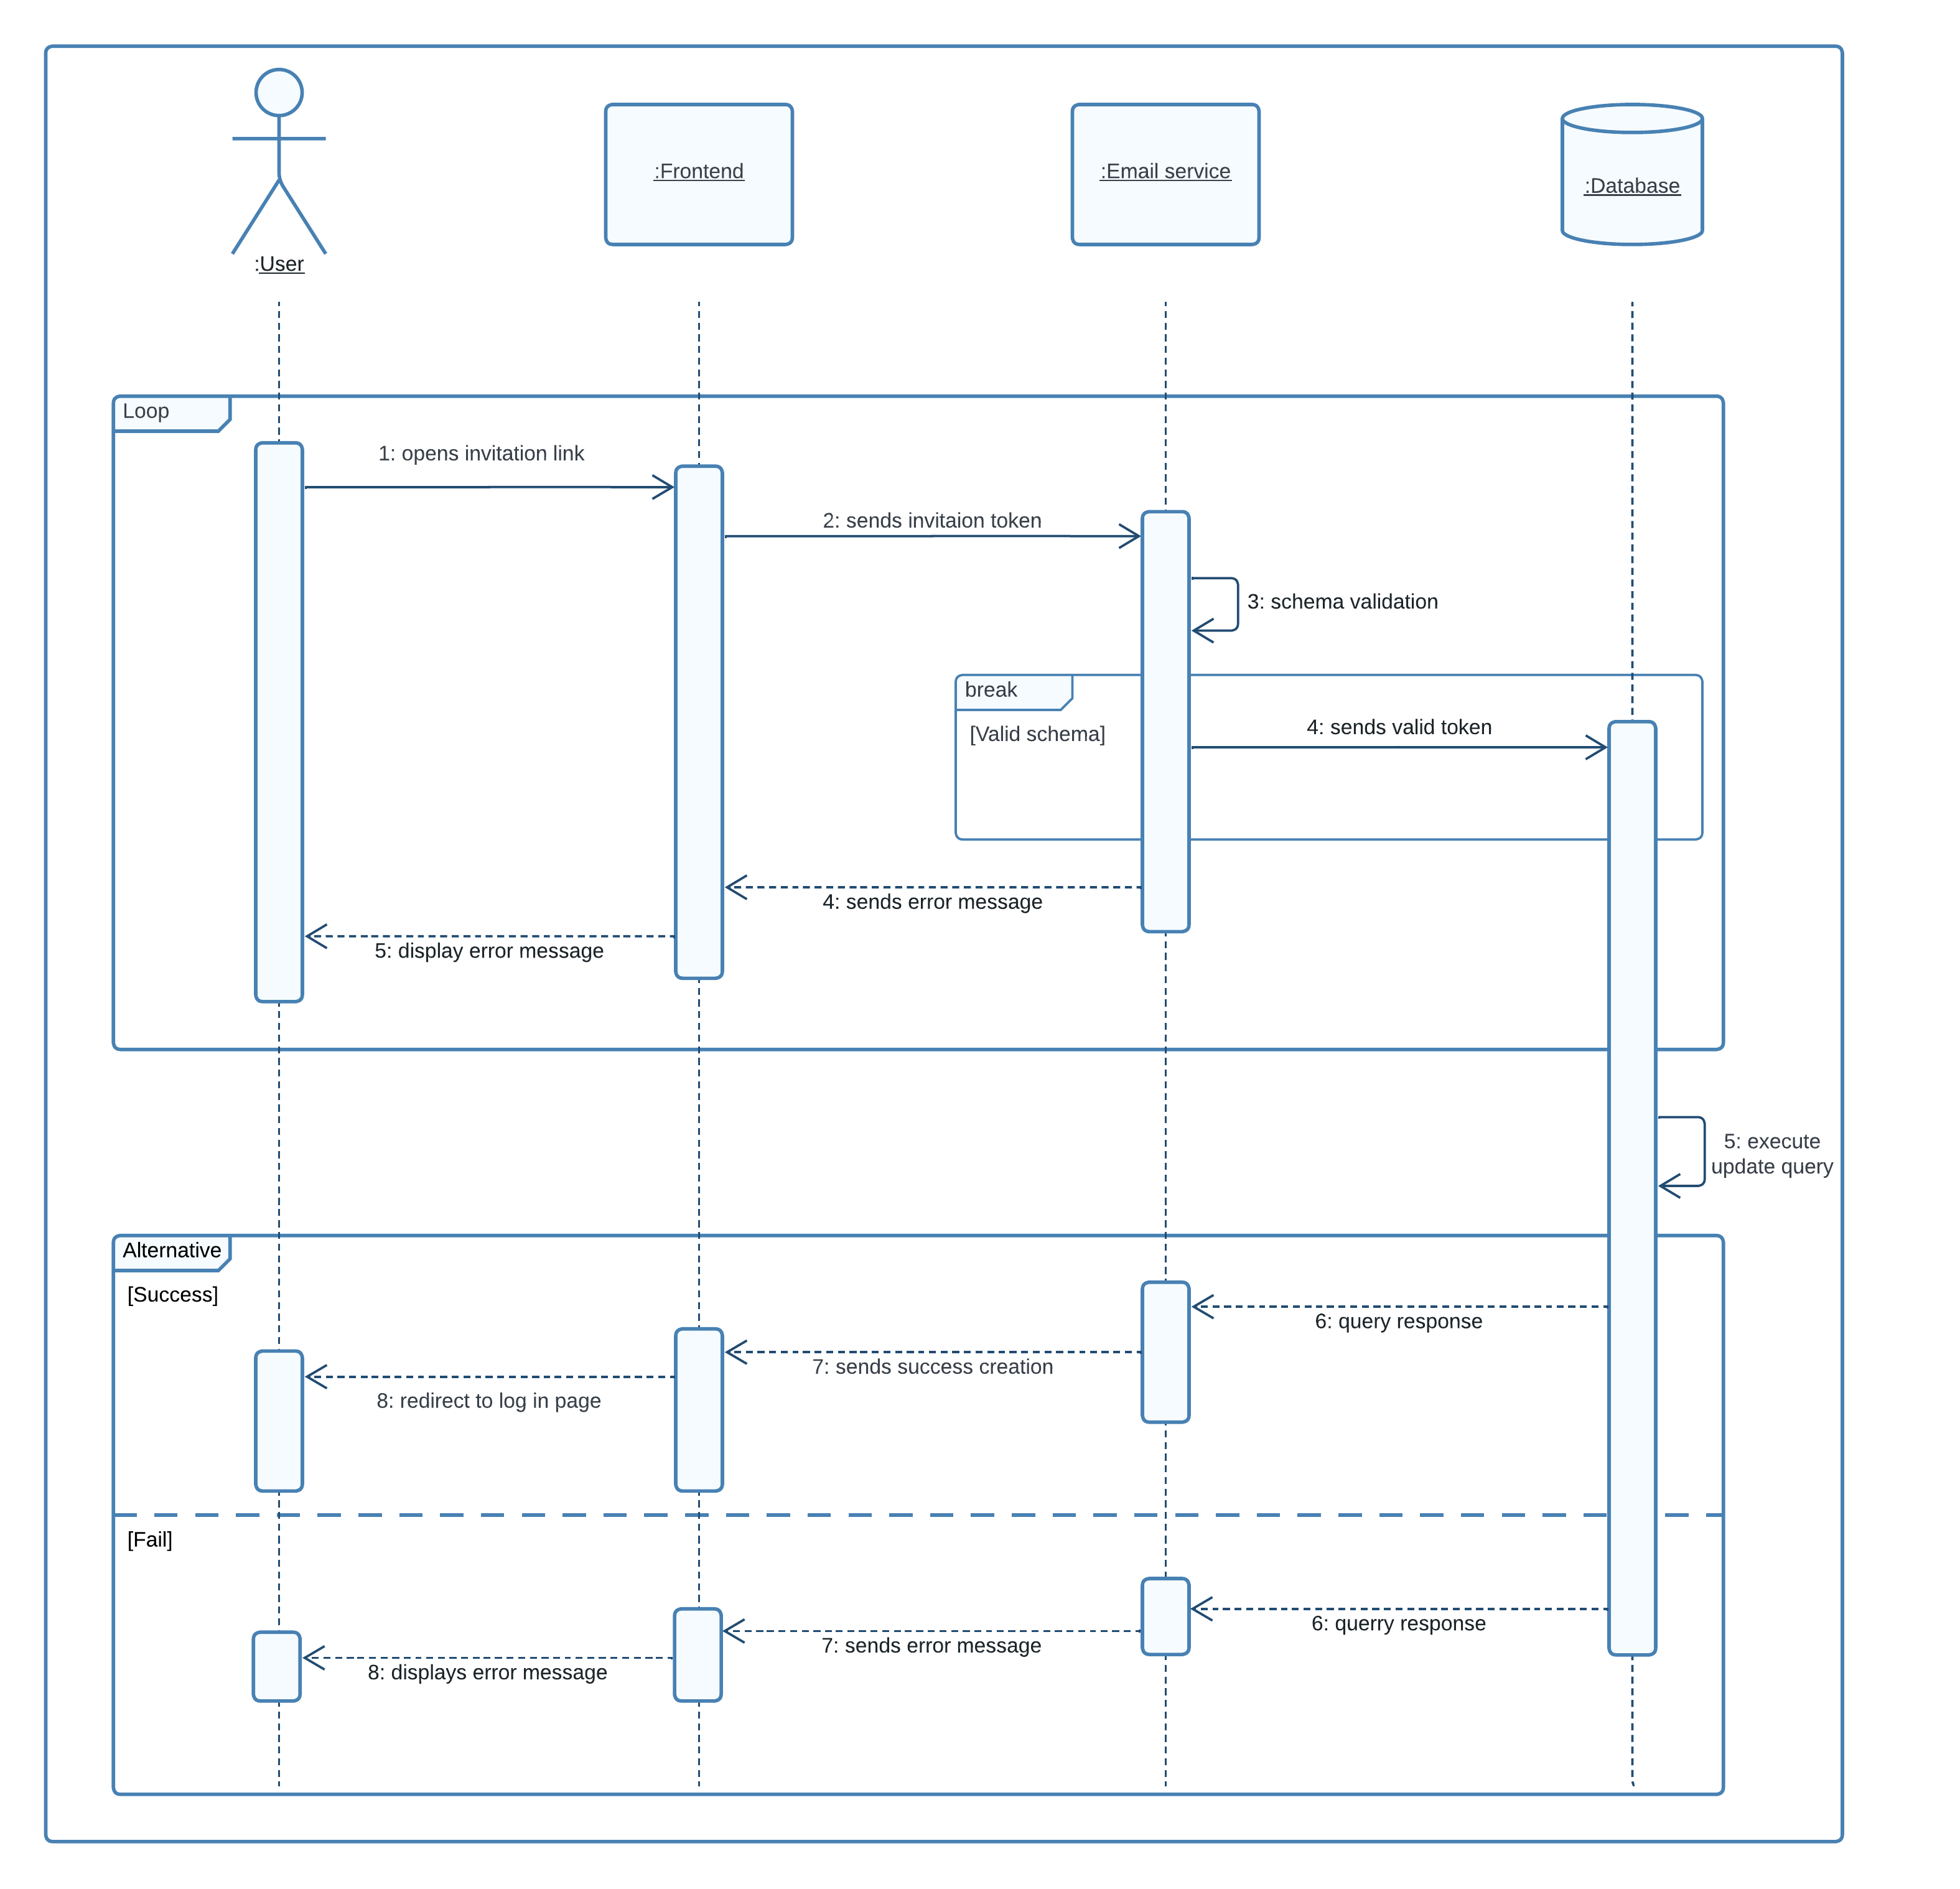 :User
:Frontend
:Email service
:Database
Loop
1: opens invitation link
2: sends invitaion token
3: schema validation
break
[Valid schema]
4: sends valid token
4: sends error message
5: display error message
5: execute
update query
Alternative
[Success]
6: query response
7: sends success creation
8: redirect to log in page
[Fail]
6: querry response
7: sends error message
8: displays error message